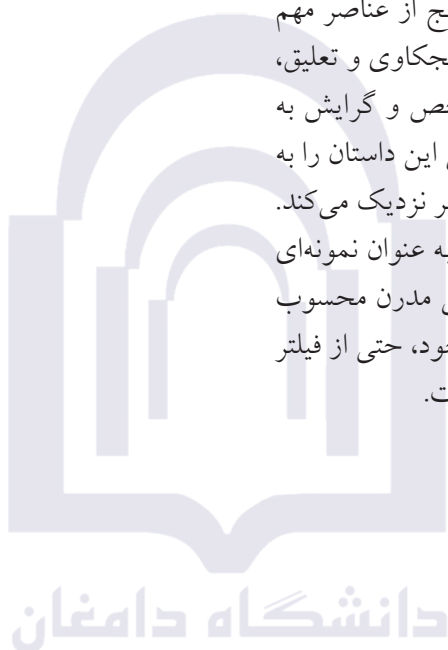 از عناصر مهم
و تعلیق،
و گرایش به
این داستان را به
نزدیک می‌کند.
به عنوان نمونه‌ای
مدرن محسوب
حتی از فیلتر
دانشگاه دامغان